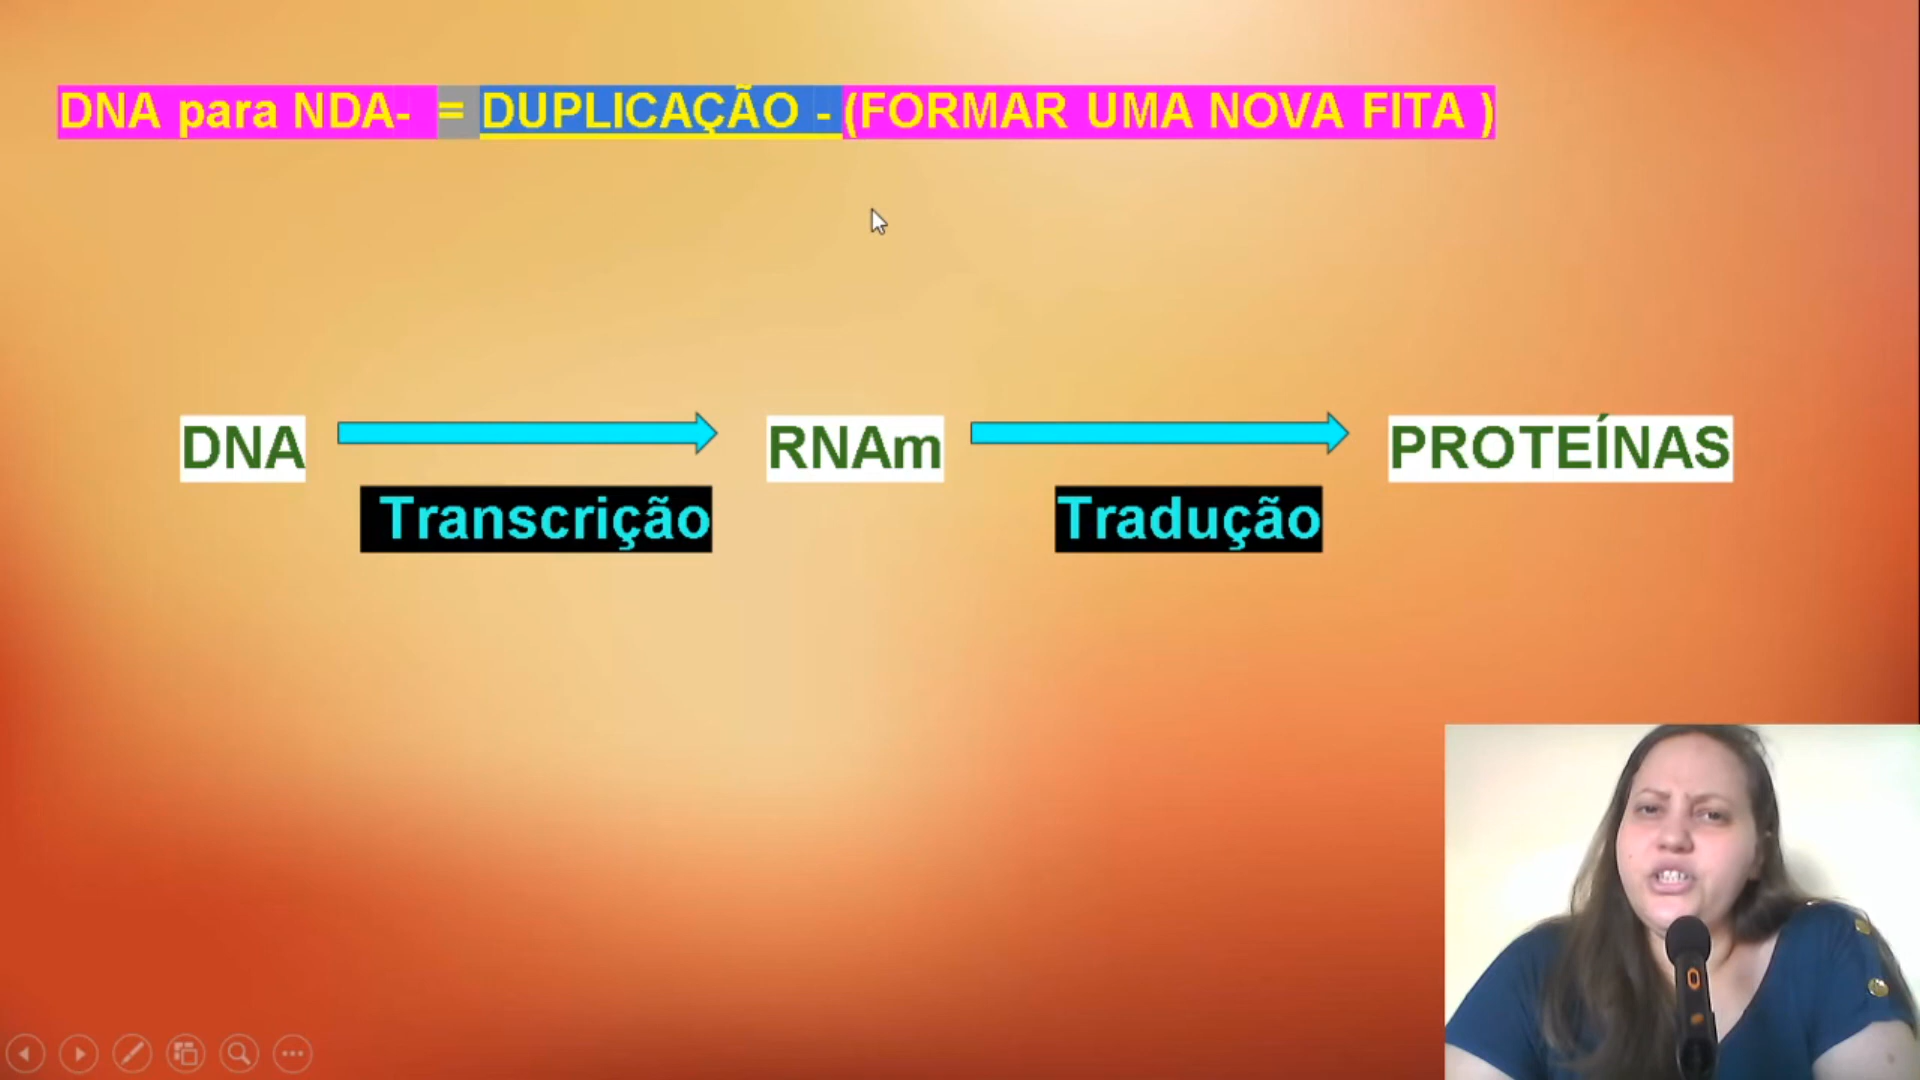 DNA para NDA- = DUPLICAÇÃO - (FORMAR UMA NOVA FITA )
DNA RNAm PROTEÍNAS
Transcrição Tradução